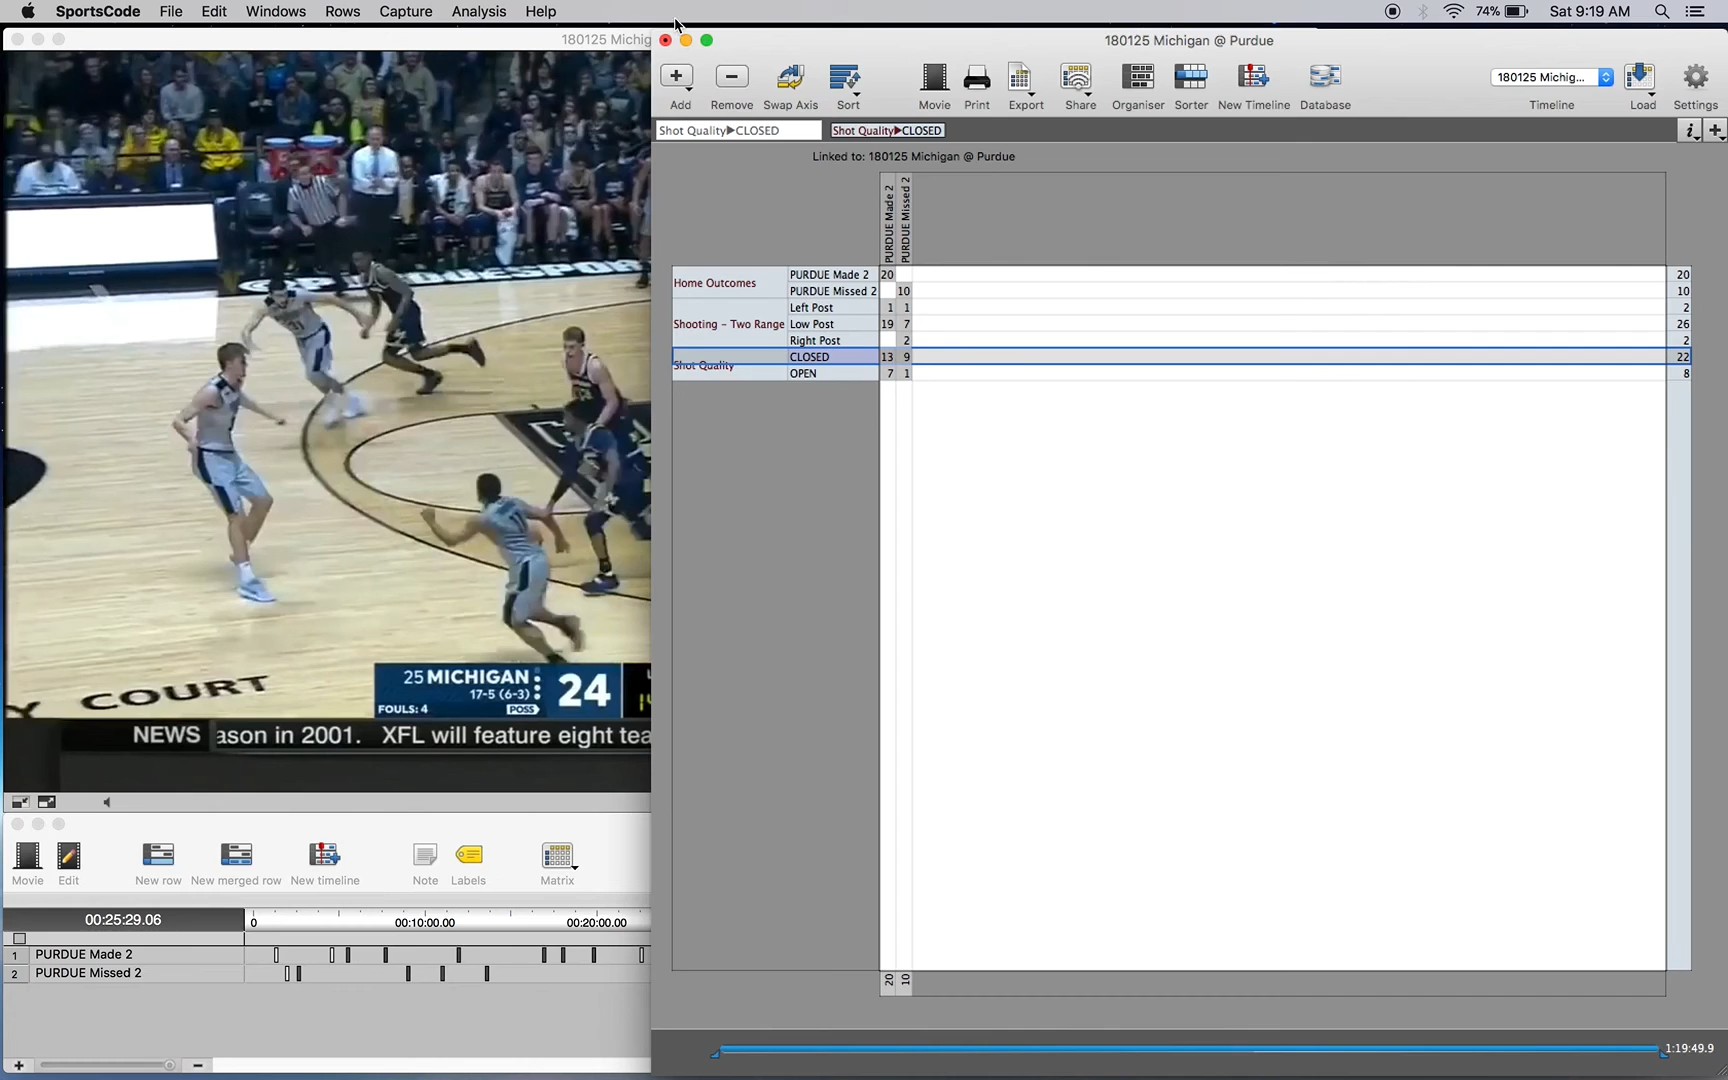 SportsCode File Edit Windows Rows Capture Analysis Help 74% Sat 9:19 AM
180125 Michig
180125 Michigan @ Purdue
Add Remove Swap Axis Sort Movie Print Export Share Organiser Sorter New Timeline Database
180125 Michig...
Timeline Load Settings
Shot Quality▶CLOSED Shot Quality▶CLOSED
Linked to: 180125 Michigan @ Purdue
PURDUE Made 2
PURDUE Missed 2
Home Outcomes
PURDUE Made 2 20 20
PURDUE Missed 2 10 10
Shooting - Two Range
Left Post 1 1 2
Low Post 19 7 26
Right Post 2 2
Shot Quality
CLOSED 13 9 22
OPEN 7 1 8
20 10
1:19:49.9
@PURDUESPO
31
11
Y COURT
25 MICHIGAN 24
17-5 (6-3)
FOULS: 4 POSS
NEWS ason in 2001. XFL will feature eight tea
Movie Edit New row New merged row New timeline Note Labels Matrix
00:25:29.06 0 00:10:00.00 00:20:00.00
1 PURDUE Made 2
2 PURDUE Missed 2